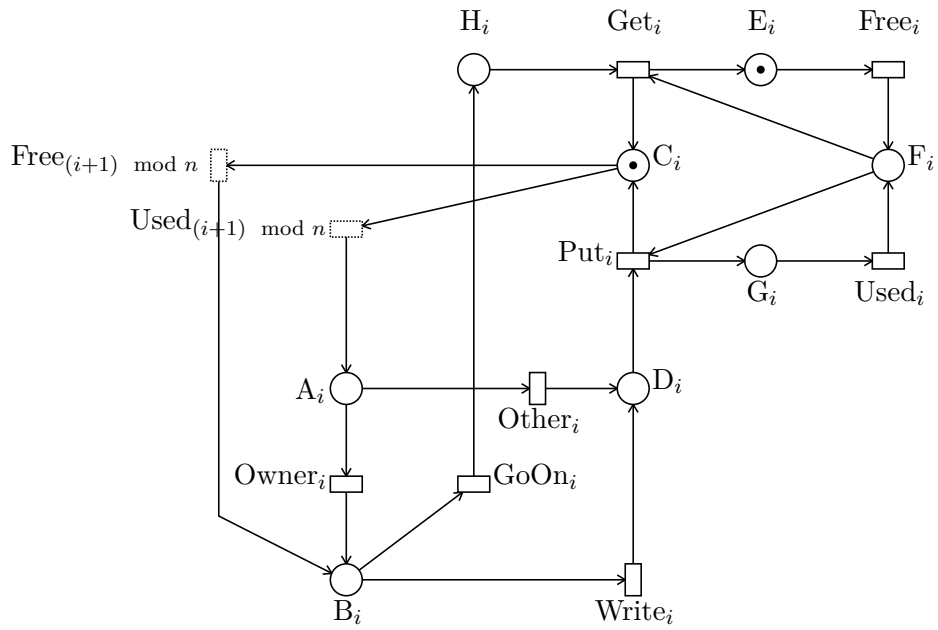 H_i Get_i E_i Free_i
Free_{(i+1) mod n} C_i F_i
Used_{(i+1) mod n}
Put_i
G_i Used_i
A_i D_i
Other_i
Owner_i GoOn_i
B_i Write_i